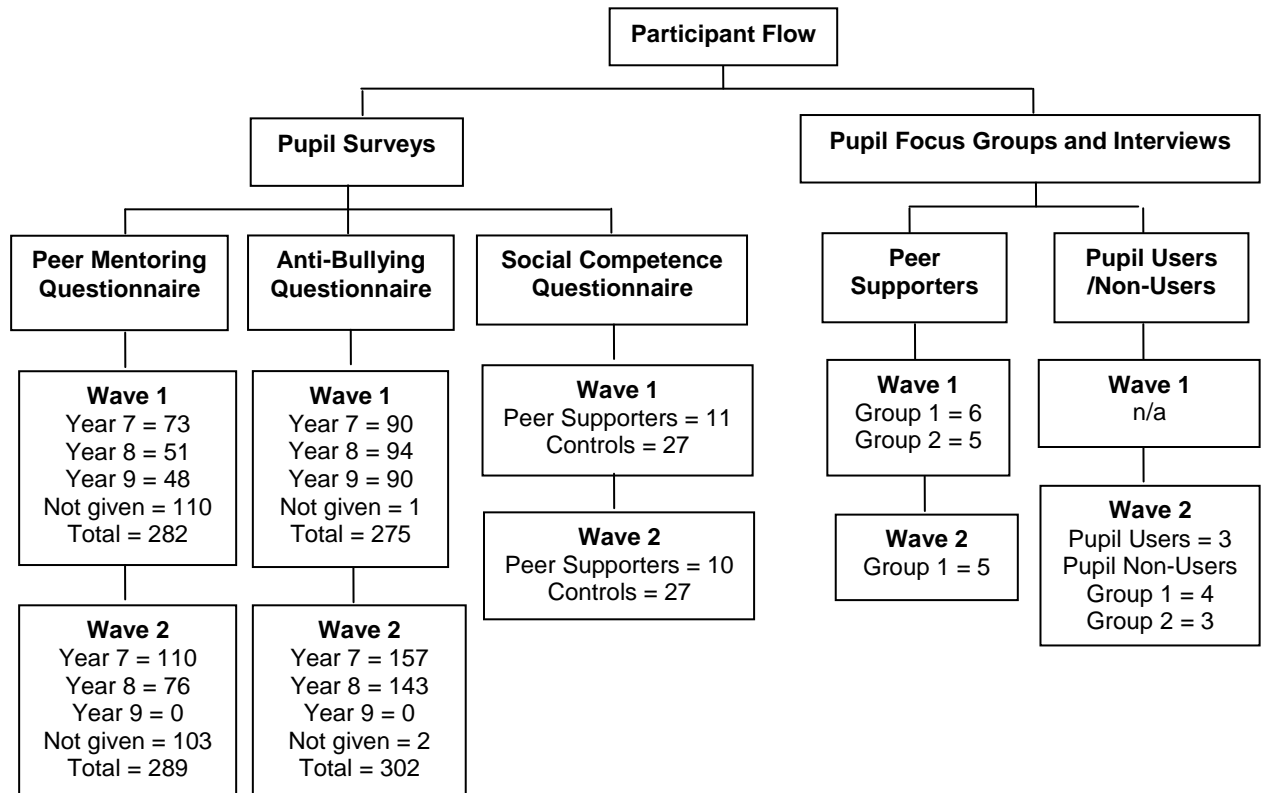 Participant Flow
Pupil Surveys
Pupil Focus Groups and Interviews
Peer Mentoring
Questionnaire
Anti-Bullying
Questionnaire
Social Competence
Questionnaire
Peer
Supporters
Pupil Users
/Non-Users
Wave 1
Year 7 = 73
Year 8 = 51
Year 9 = 48
Not given = 110
Total = 282
Wave 1
Year 7 = 90
Year 8 = 94
Year 9 = 90
Not given = 1
Total = 275
Wave 1
Peer Supporters = 11
Controls = 27
Wave 1
Group 1 = 6
Group 2 = 5
Wave 1
n/a
Wave 2
Year 7 = 110
Year 8 = 76
Year 9 = 0
Not given = 103
Total = 289
Wave 2
Year 7 = 157
Year 8 = 143
Year 9 = 0
Not given = 2
Total = 302
Wave 2
Peer Supporters = 10
Controls = 27
Wave 2
Group 1 = 5
Wave 2
Pupil Users = 3
Pupil Non-Users
Group 1 = 4
Group 2 = 3